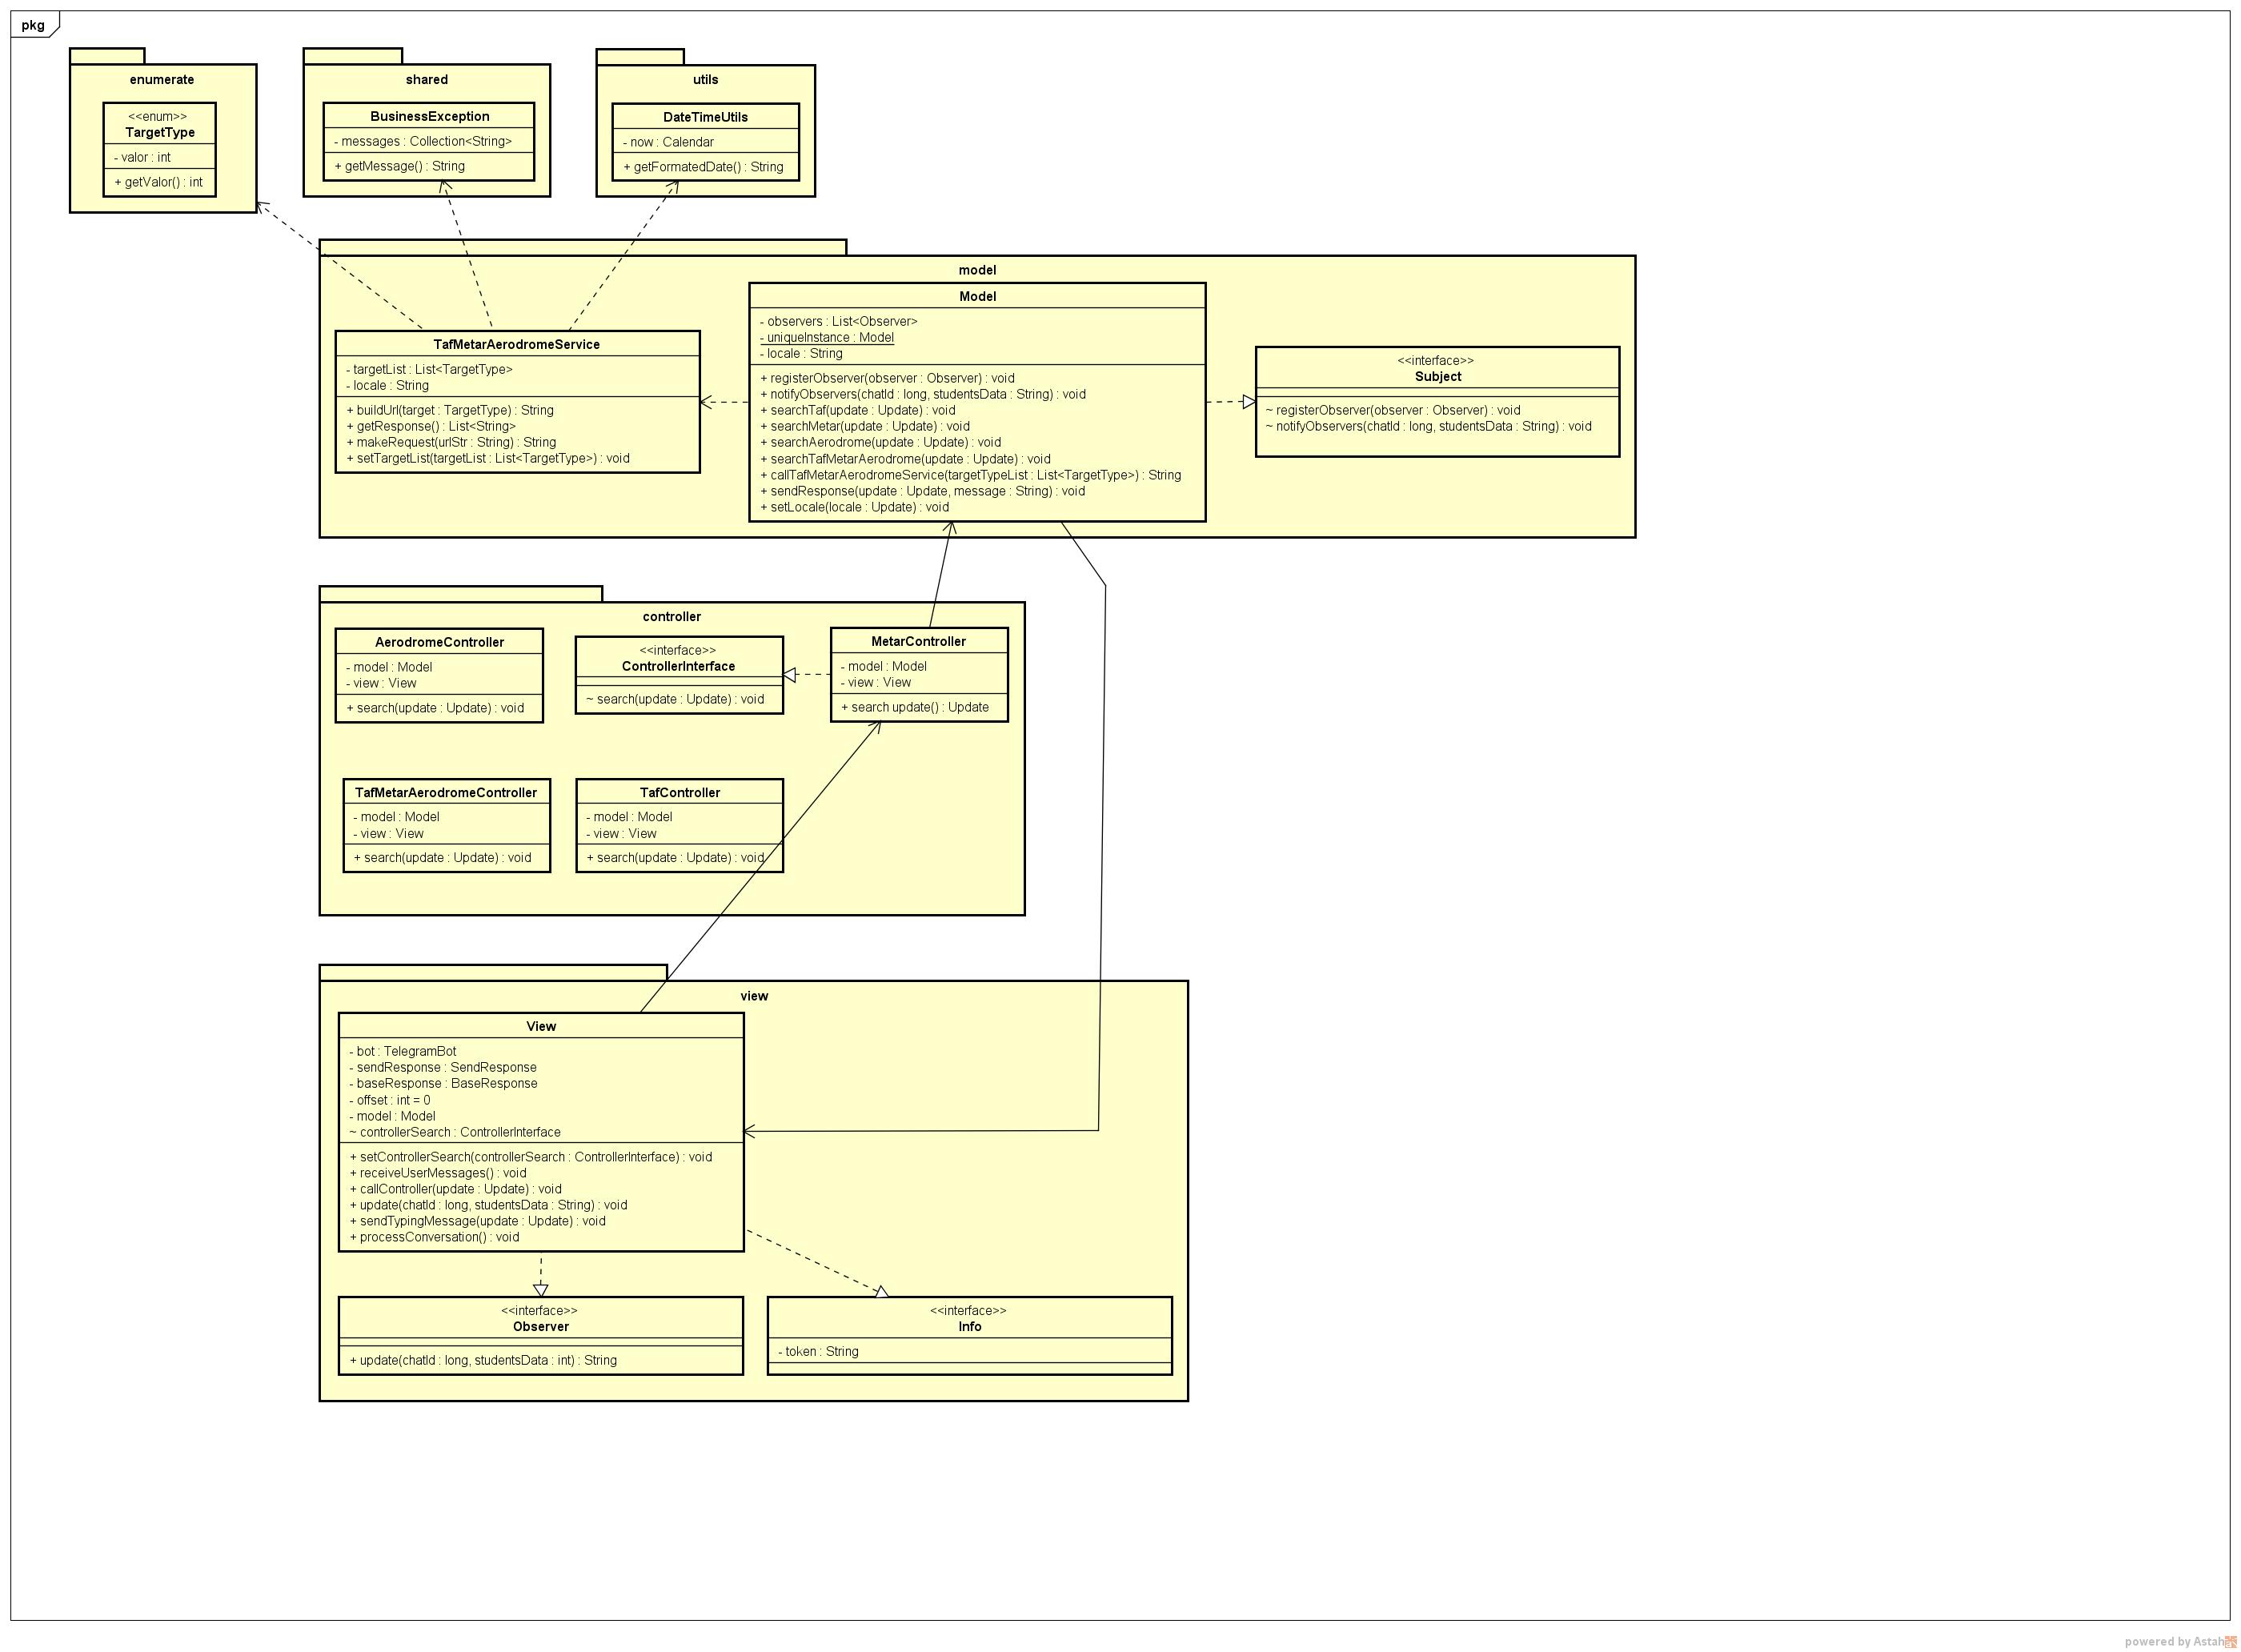 pkg
enumerate
<<enum>>
TargetType
- valor : int
+ getValor() : int
shared
BusinessException
- messages : Collection<String>
+ getMessage() : String
utils
DateTimeUtils
- now : Calendar
+ getFormatedDate() : String
model
TafMetarAerodromeService
- targetList : List<TargetType>
- locale : String
+ buildUrl(target : TargetType) : String
+ getResponse() : List<String>
+ makeRequest(urlStr : String) : String
+ setTargetList(targetList : List<TargetType>) : void
Model
- observers : List<Observer>
- uniqueInstance : Model
- locale : String
+ registerObserver(observer : Observer) : void
+ notifyObservers(chatId : long, studentsData : String) : void
+ searchTaf(update : Update) : void
+ searchMetar(update : Update) : void
+ searchAerodrome(update : Update) : void
+ searchTafMetarAerodrome(update : Update) : void
+ callTafMetarAerodromeService(targetTypeList : List<TargetType>) : String
+ sendResponse(update : Update, message : String) : void
+ setLocale(locale : Update) : void
<<interface>>
Subject
~ registerObserver(observer : Observer) : void
~ notifyObservers(chatId : long, studentsData : String) : void
controller
AerodromeController
- model : Model
- view : View
+ search(update : Update) : void
<<interface>>
ControllerInterface
~ search(update : Update) : void
MetarController
- model : Model
- view : View
+ search update() : Update
TafMetarAerodromeController
- model : Model
- view : View
+ search(update : Update) : void
TafController
- model : Model
- view : View
+ search(update : Update) : void
view
View
- bot : TelegramBot
- sendResponse : SendResponse
- baseResponse : BaseResponse
- offset : int = 0
- model : Model
~ controllerSearch : ControllerInterface
+ setControllerSearch(controllerSearch : ControllerInterface) : void
+ receiveUserMessages() : void
+ callController(update : Update) : void
+ update(chatId : long, studentsData : String) : void
+ sendTypingMessage(update : Update) : void
+ processConversation() : void
<<interface>>
Observer
+ update(chatId : long, studentsData : int) : String
<<interface>>
Info
- token : String
powered by Astah